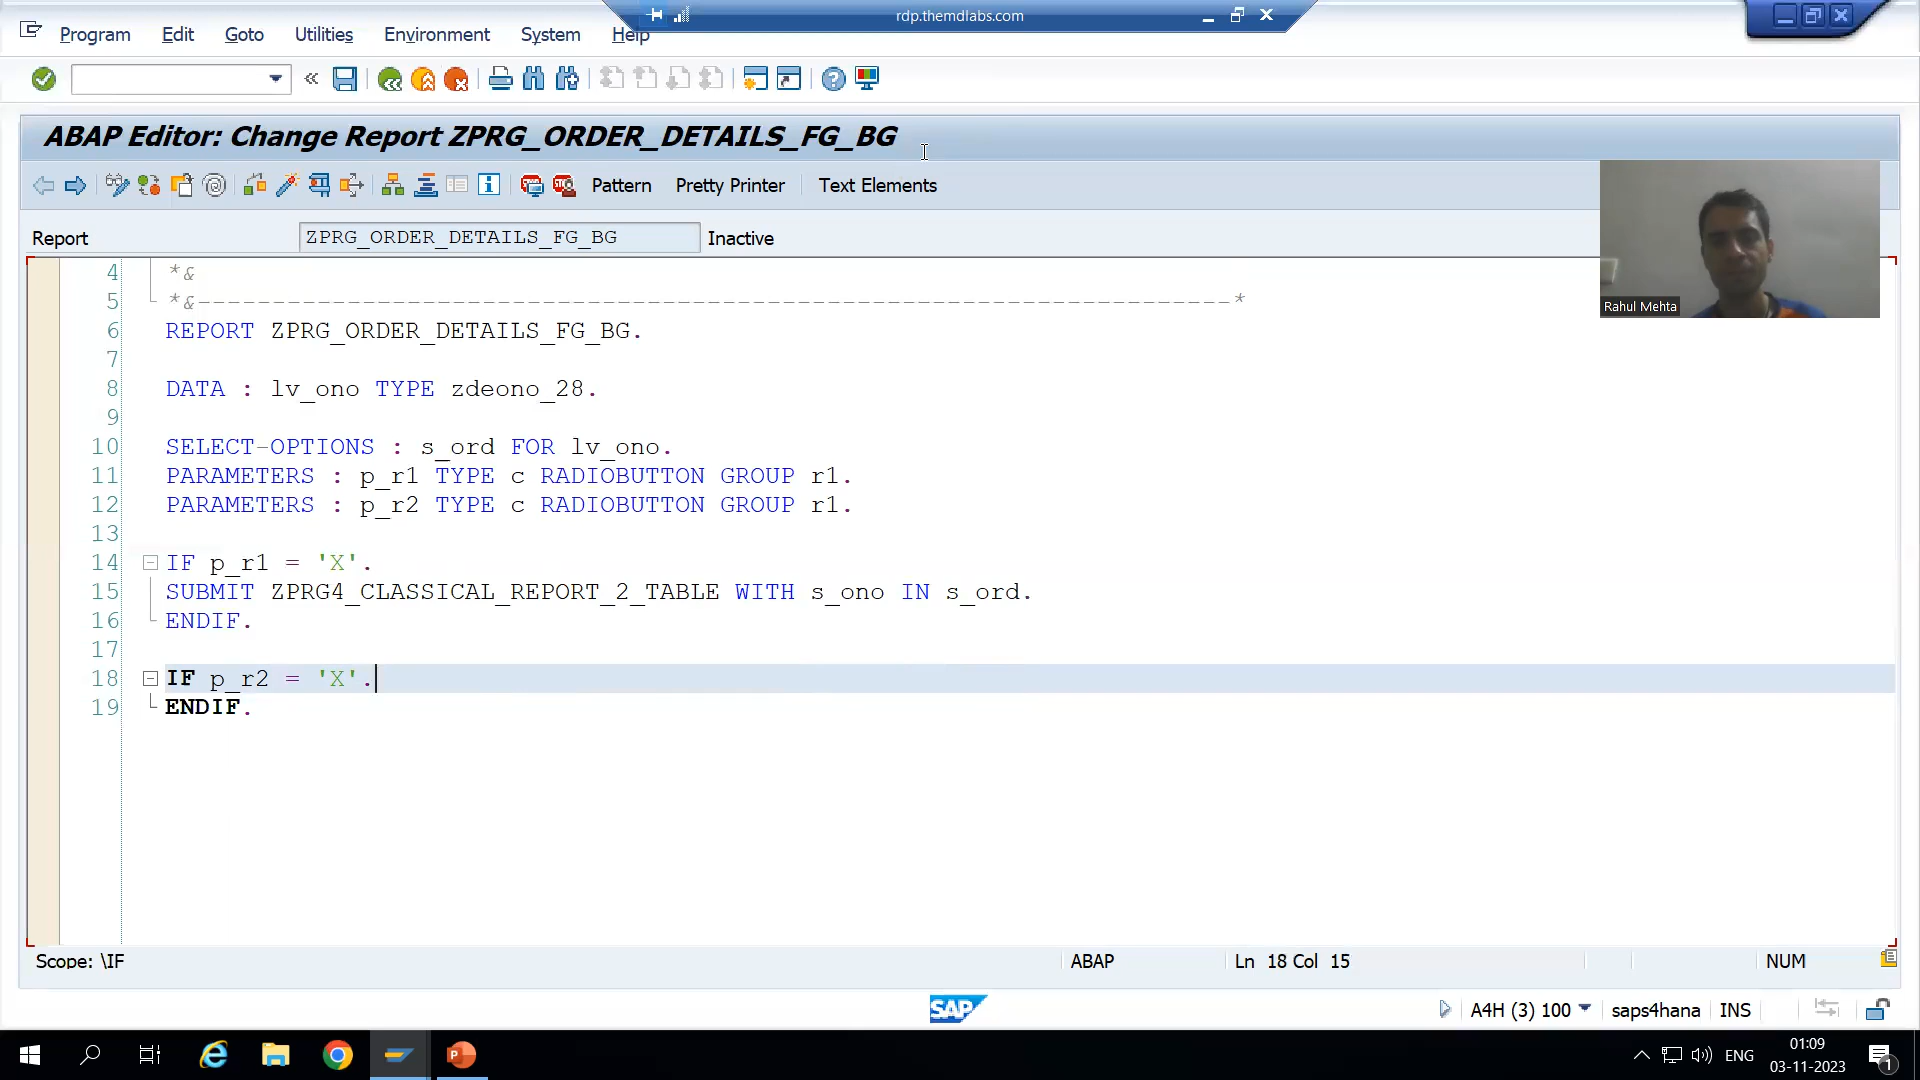 rdp.themdlabs.com
Program Edit Goto Utilities Environment System Help
ABAP Editor: Change Report ZPRG_ORDER_DETAILS_FG_BG
Pattern Pretty Printer Text Elements
Report ZPRG_ORDER_DETAILS_FG_BG Inactive
Rahul Mehta
4 *&
5 *&---------------------------------------------------------------------*
6 REPORT ZPRG_ORDER_DETAILS_FG_BG.
7
8 DATA : lv_ono TYPE zdeono_28.
9
10 SELECT-OPTIONS : s_ord FOR lv_ono.
11 PARAMETERS : p_r1 TYPE c RADIOBUTTON GROUP r1.
12 PARAMETERS : p_r2 TYPE c RADIOBUTTON GROUP r1.
13
14 IF p_r1 = 'X'.
15 SUBMIT ZPRG4_CLASSICAL_REPORT_2_TABLE WITH s_ono IN s_ord.
16 ENDIF.
17
18 IF p_r2 = 'X'.
19 ENDIF.
Scope: \IF ABAP Ln 18 Col 15 NUM
SAP A4H (3) 100 saps4hana INS
ENG 01:09
03-11-2023 1